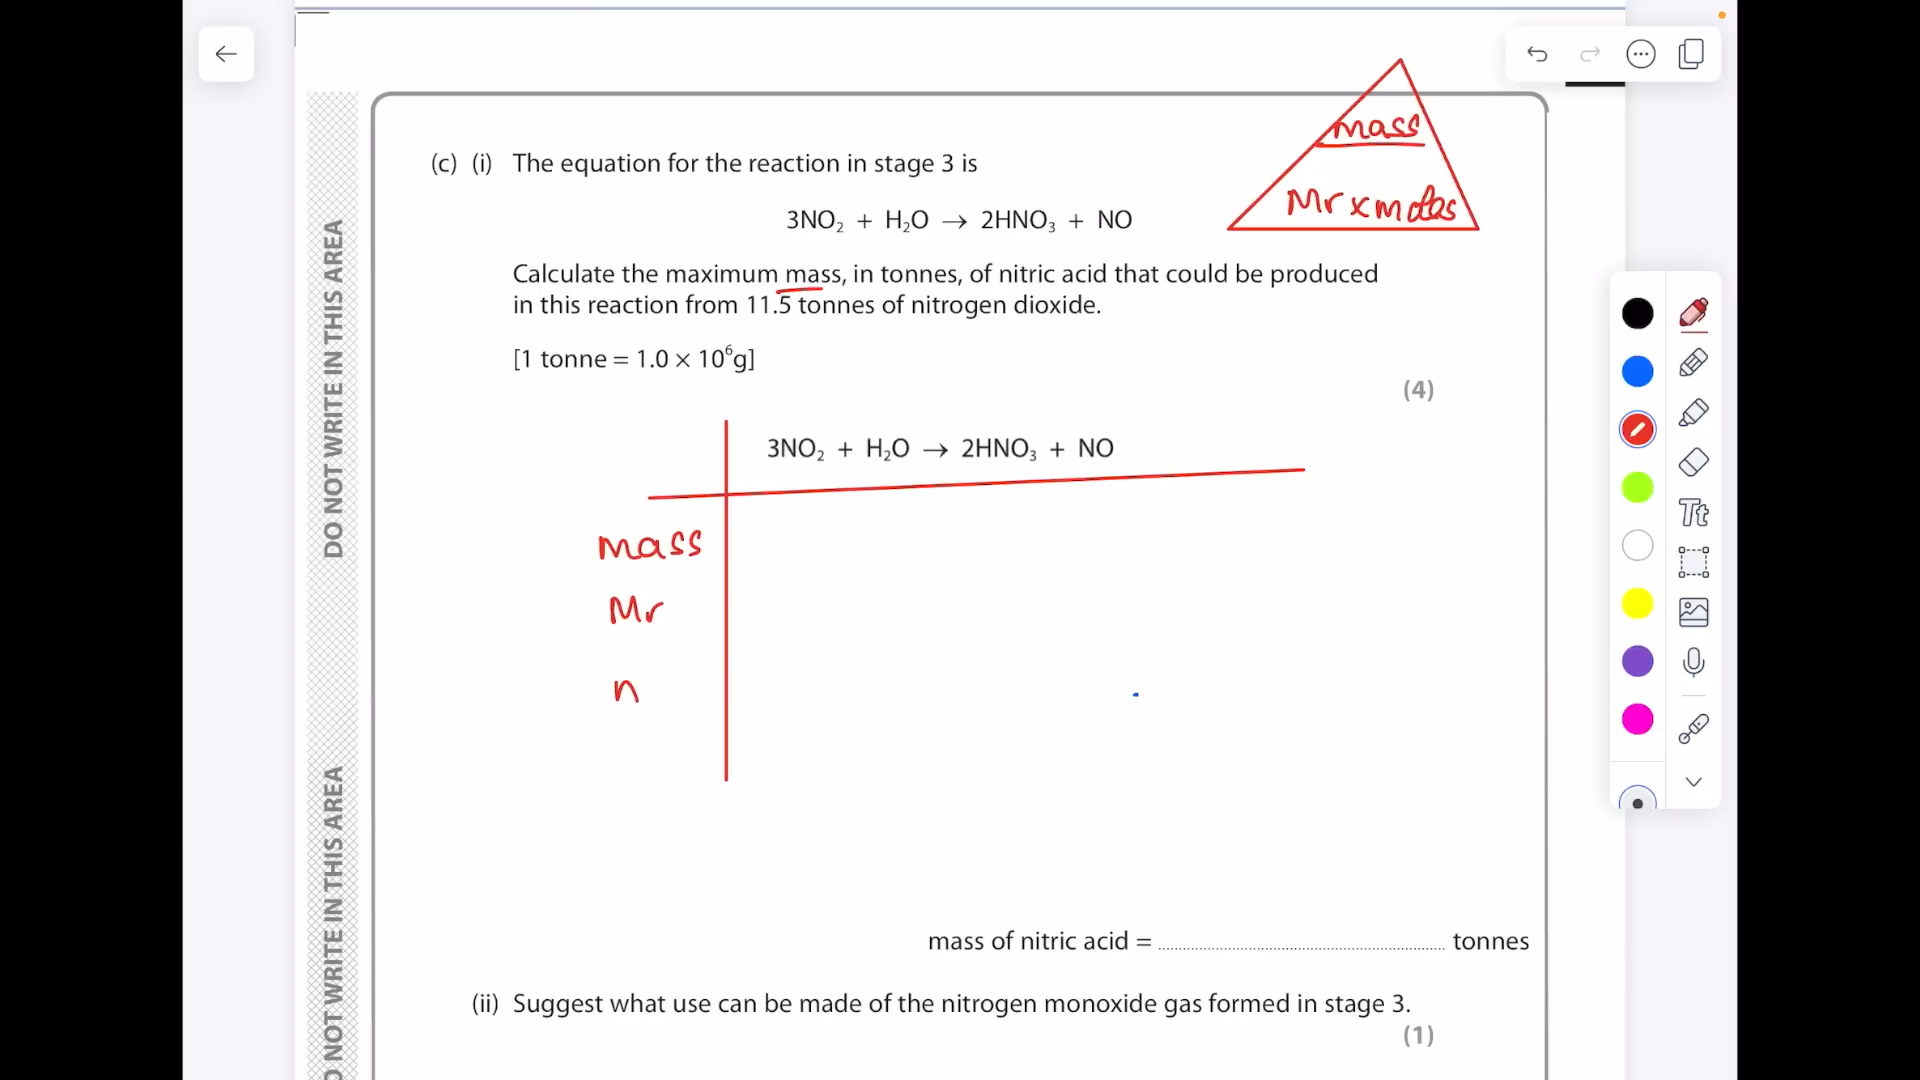 mass
Mr x moles
(c) (i) The equation for the reaction in stage 3 is
3NO₂ + H₂O → 2HNO₃ + NO
Calculate the maximum mass, in tonnes, of nitric acid that could be produced
in this reaction from 11.5 tonnes of nitrogen dioxide.
[1 tonne = 1.0 × 10⁶g]
(4)
3NO₂ + H₂O → 2HNO₃ + NO
mass
Mr
n
mass of nitric acid = ........................................................ tonnes
(ii) Suggest what use can be made of the nitrogen monoxide gas formed in stage 3.
(1)
DO NOT WRITE IN THIS AREA
NOT WRITE IN THIS AREA
Tt